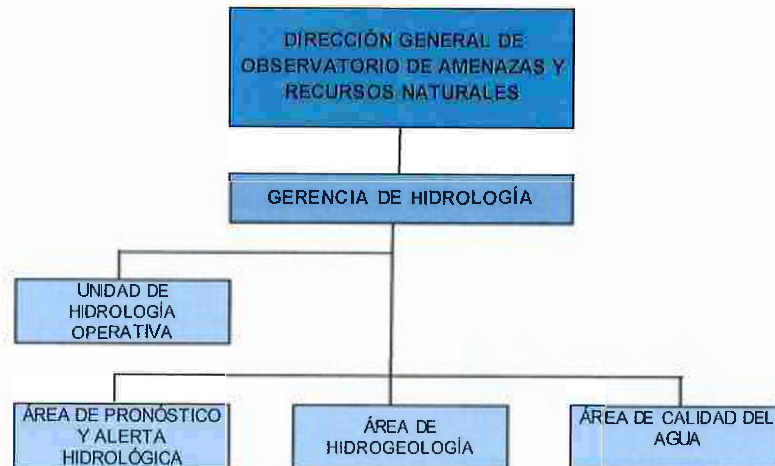 DIRECCIÓN GENERAL DE
OBSERVATORIO DE AMENAZAS Y
RECURSOS NATURALES
GERENCIA DE HIDROLOGÍA
UNIDAD DE
HIDROLOGÍA
OPERATIVA
ÁREA DE PRONÓSTICO
Y ALERTA
HIDROLÓGICA
ÁREA DE
HIDROGEOLOGÍA
ÁREA DE CALIDAD DEL
AGUA